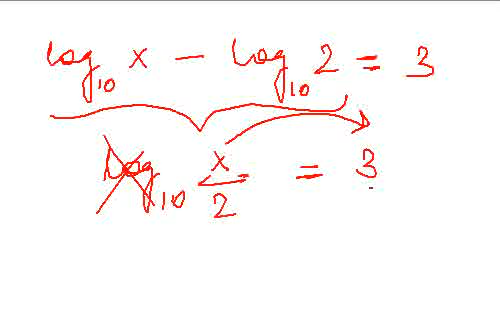 log₁₀ x − log₁₀ 2 = 3
log₁₀ x/2 = 3